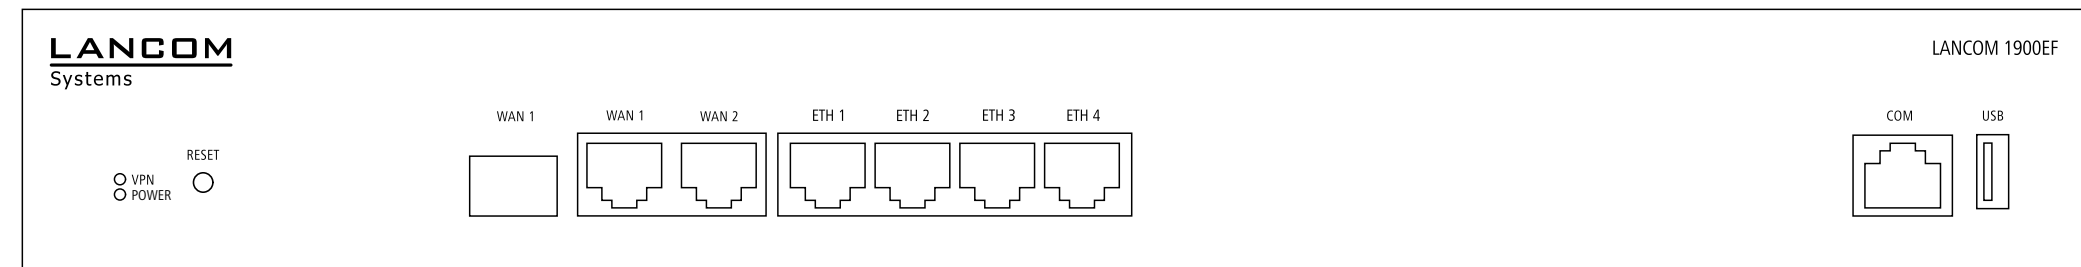 LANCOM
Systems
LANCOM 1900EF
WAN 1
WAN 1
WAN 2
ETH 1
ETH 2
ETH 3
ETH 4
COM
USB
RESET
VPN
POWER